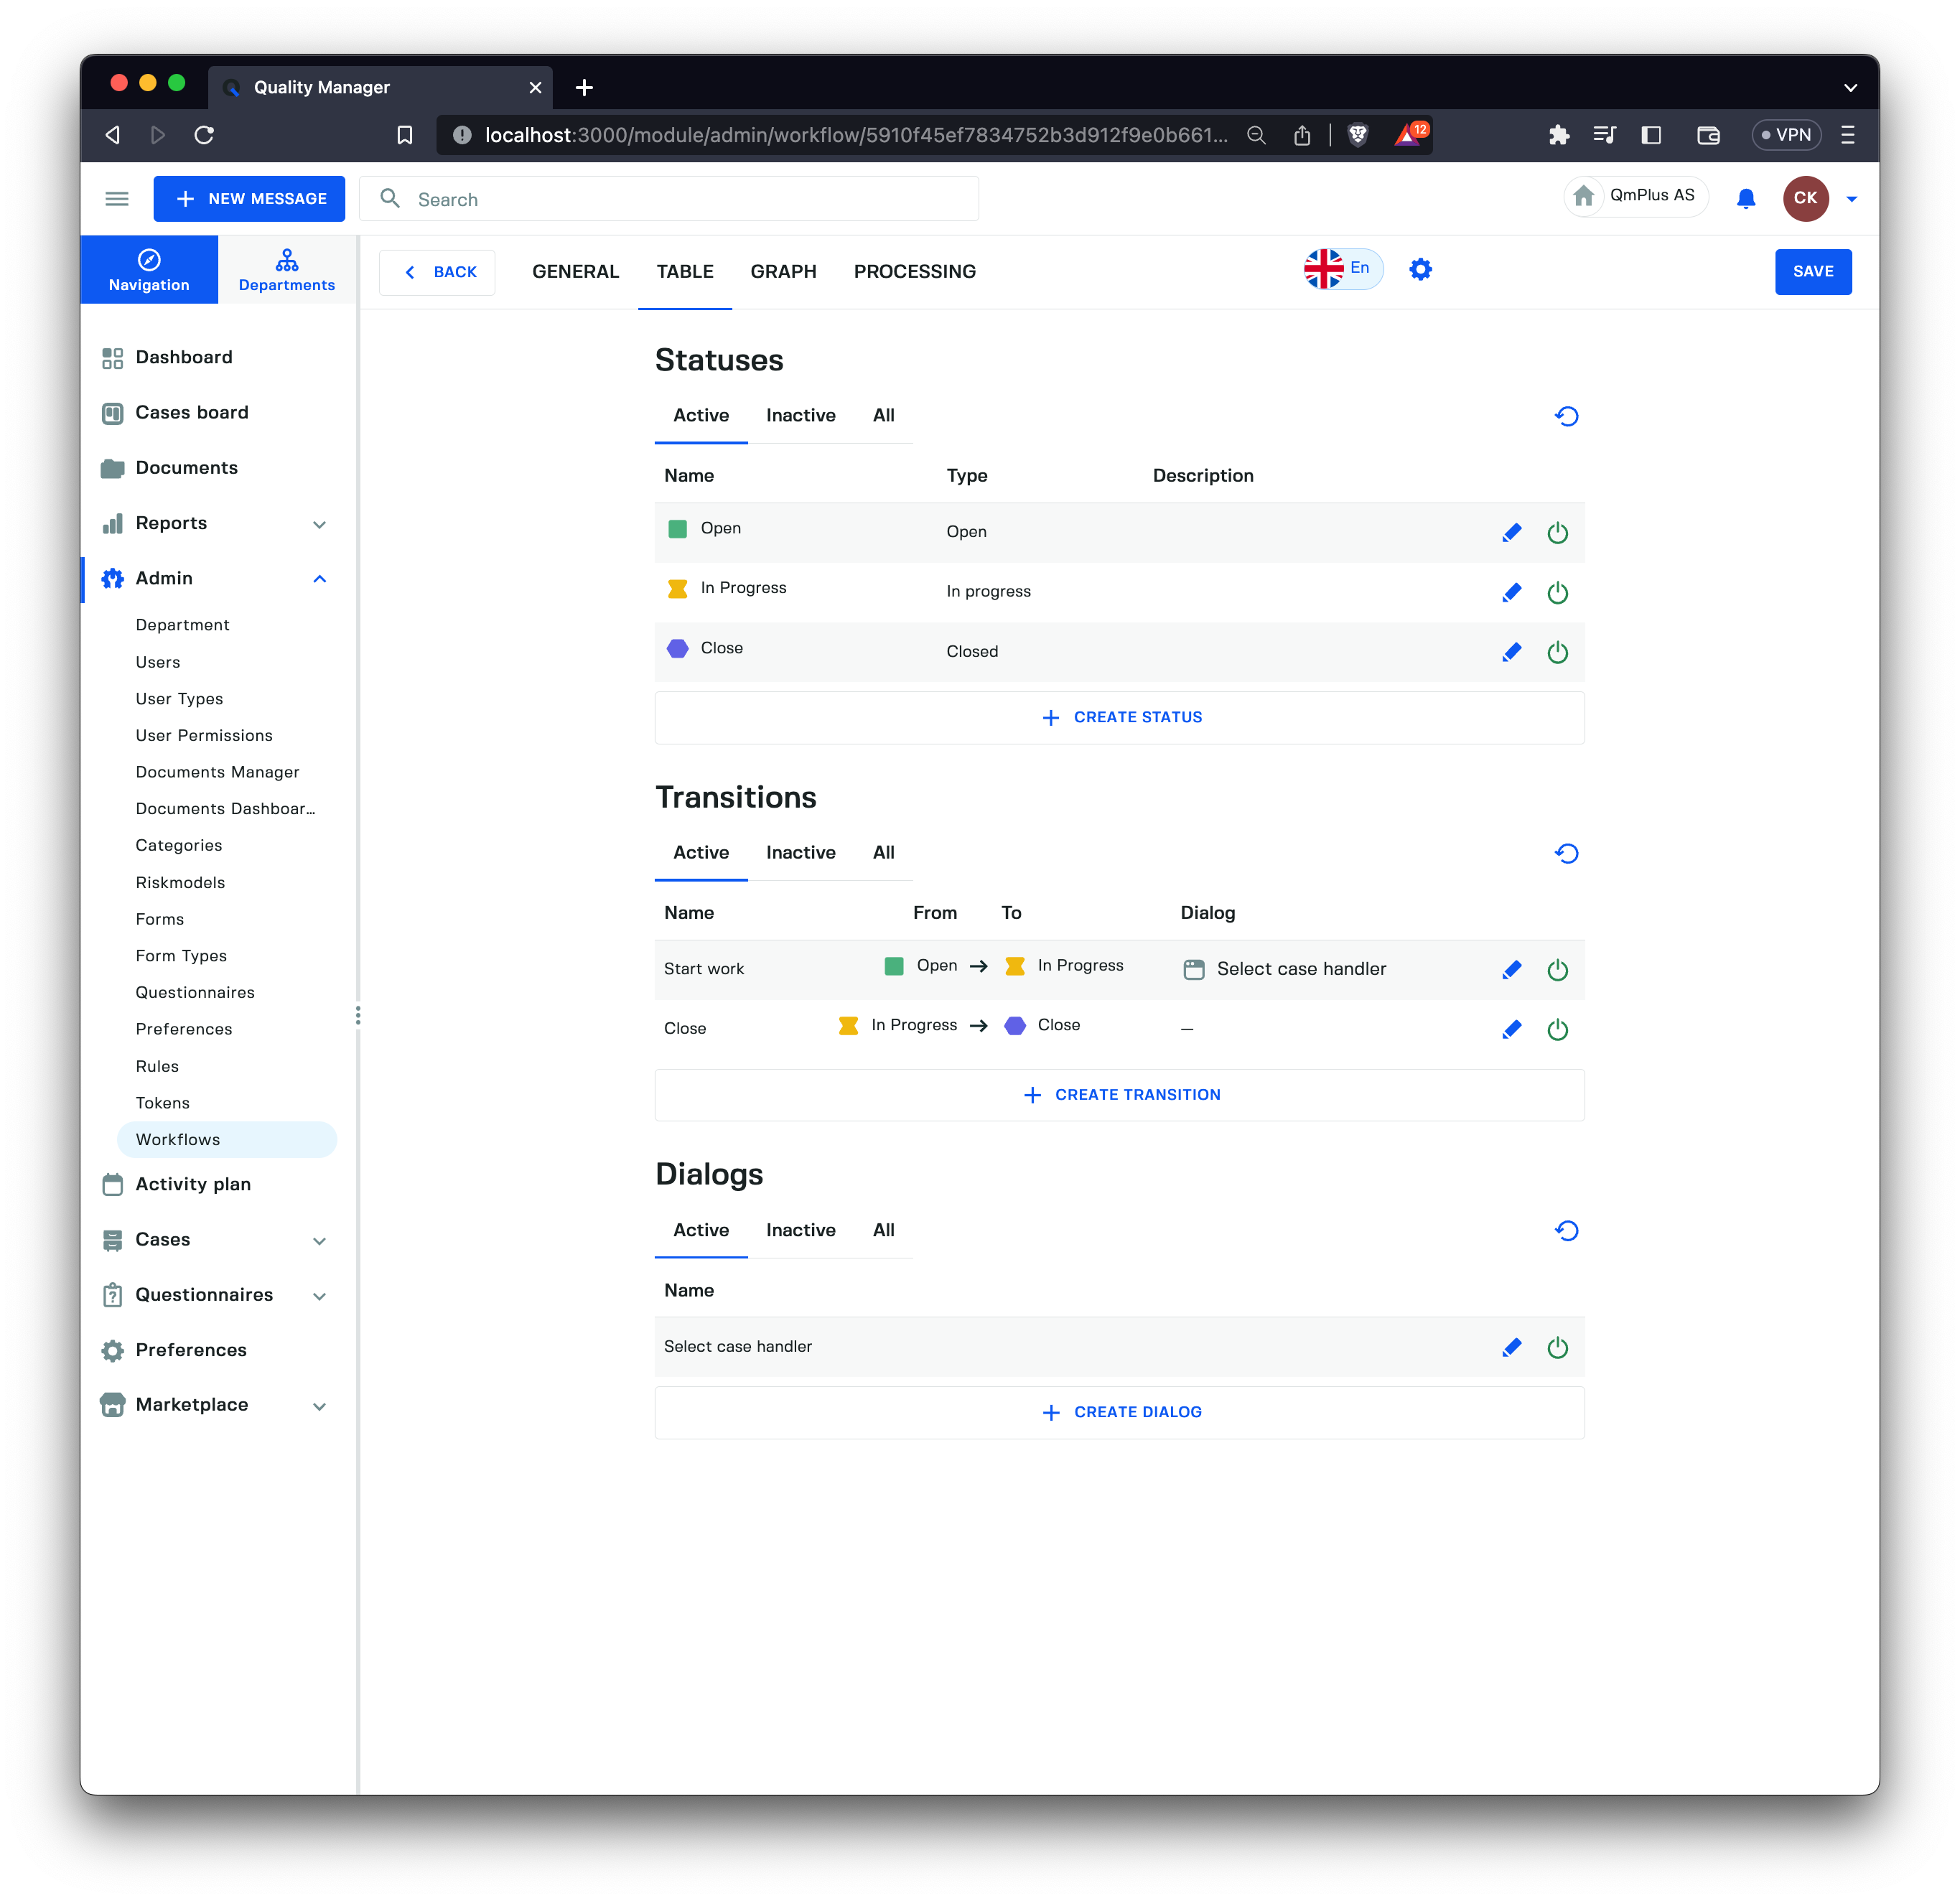 Quality Manager
localhost:3000/module/admin/workflow/5910f45ef7834752b3d912f9e0b661...
12
VPN
NEW MESSAGE
Search
QmPlus AS
CK
Navigation
Departments
BACK
GENERAL
TABLE
GRAPH
PROCESSING
En
SAVE
Dashboard
Cases board
Documents
Reports
Admin
Department
Users
User Types
User Permissions
Documents Manager
Documents Dashboar...
Categories
Riskmodels
Forms
Form Types
Questionnaires
Preferences
Rules
Tokens
Workflows
Activity plan
Cases
Questionnaires
Preferences
Marketplace
Statuses
Active Inactive All
Name Type Description
Open Open
In Progress In progress
Close Closed
CREATE STATUS
Transitions
Active Inactive All
Name From To Dialog
Start work Open → In Progress Select case handler
Close In Progress → Close –
CREATE TRANSITION
Dialogs
Active Inactive All
Name
Select case handler
CREATE DIALOG